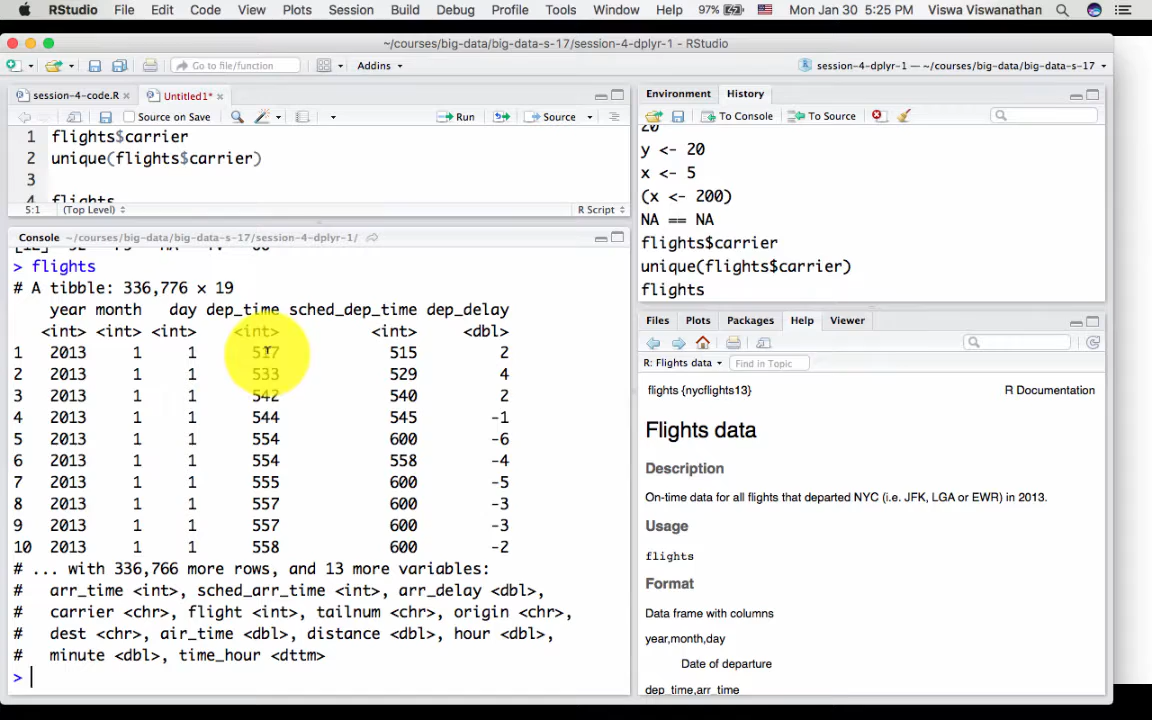 RStudio File Edit Code View Plots Session Build Debug Profile Tools Window Help 97% Mon Jan 30 5:25 PM Viswa Viswanathan
~/courses/big-data/big-data-s-17/session-4-dplyr-1 - RStudio
Go to file/function Addins session-4-dplyr-1 — ~/courses/big-data/big-data-s-17
session-4-code.R Untitled1*
Source on Save Run Source
1 flights$carrier
2 unique(flights$carrier)
3
4 flights
5:1 (Top Level) R Script
Console ~/courses/big-data/big-data-s-17/session-4-dplyr-1/
> flights
# A tibble: 336,776 × 19
year month day dep_time sched_dep_time dep_delay
<int> <int> <int> <int> <int> <dbl>
1 2013 1 1 517 515 2
2 2013 1 1 533 529 4
3 2013 1 1 542 540 2
4 2013 1 1 544 545 -1
5 2013 1 1 554 600 -6
6 2013 1 1 554 558 -4
7 2013 1 1 555 600 -5
8 2013 1 1 557 600 -3
9 2013 1 1 557 600 -3
10 2013 1 1 558 600 -2
# ... with 336,766 more rows, and 13 more variables:
# arr_time <int>, sched_arr_time <int>, arr_delay <dbl>,
# carrier <chr>, flight <int>, tailnum <chr>, origin <chr>,
# dest <chr>, air_time <dbl>, distance <dbl>, hour <dbl>,
# minute <dbl>, time_hour <dttm>
>
Environment History
To Console To Source
20
y <- 20
x <- 5
(x <- 200)
NA == NA
flights$carrier
unique(flights$carrier)
flights
Files Plots Packages Help Viewer
R: Flights data Find in Topic
flights {nycflights13} R Documentation
Flights data
Description
On-time data for all flights that departed NYC (i.e. JFK, LGA or EWR) in 2013.
Usage
flights
Format
Data frame with columns
year,month,day
Date of departure
dep_time,arr_time